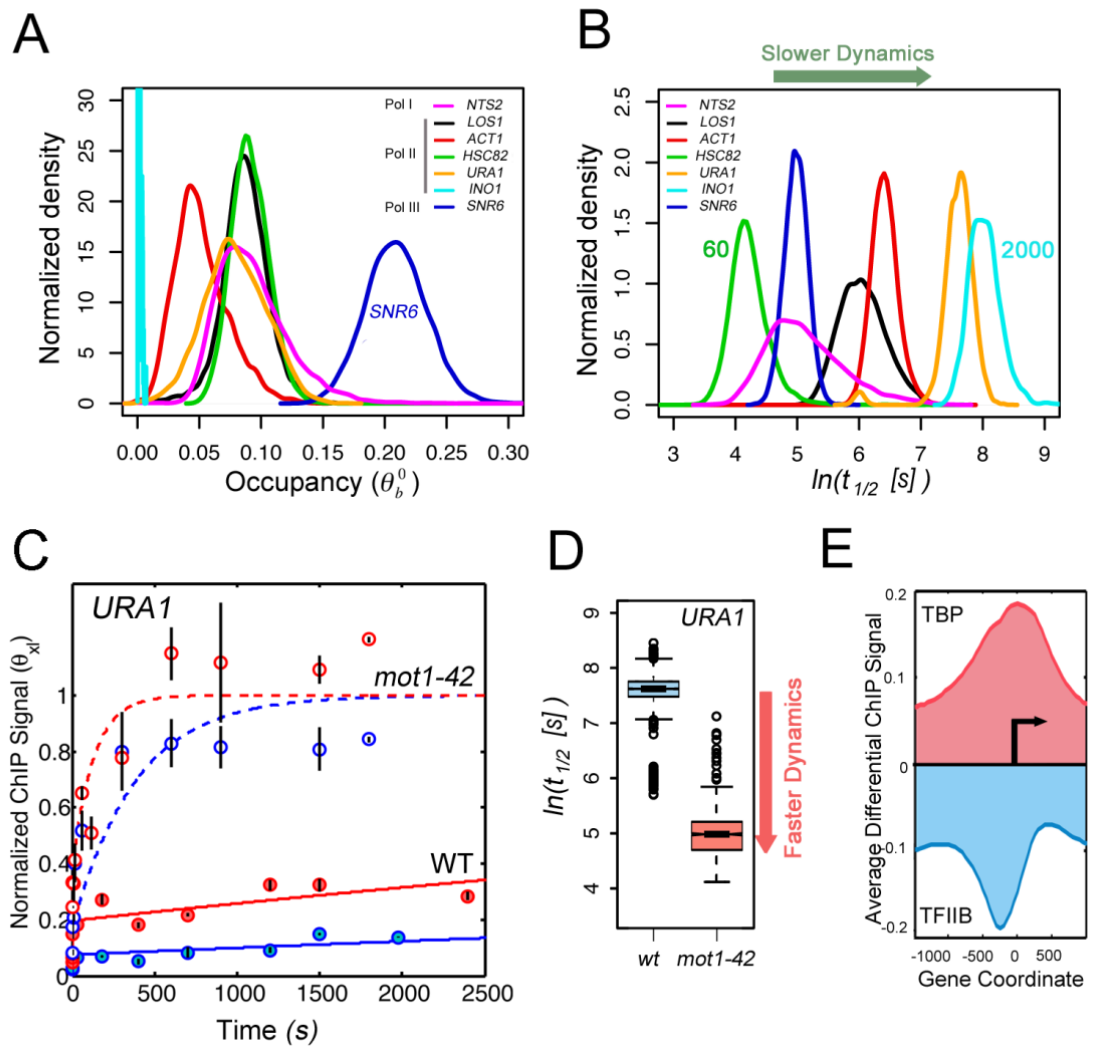 A
Normalized density
30
25
20
15
10
5
0
Pol I
NTS2
LOS1
ACT1
Pol II
HSC82
URA1
INO1
Pol III
SNR6
SNR6
0.00 0.05 0.10 0.15 0.20 0.25 0.30
Occupancy (θ_b^0)
B
Slower Dynamics
Normalized density
2.5
2.0
1.5
1.0
0.5
0.0
NTS2
LOS1
ACT1
HSC82
URA1
INO1
SNR6
60
2000
3 4 5 6 7 8 9
ln(t 1/2 [s] )
C
Normalized ChIP Signal (θxl)
URA1
mot1-42
WT
1
0.8
0.6
0.4
0.2
0
0 500 1000 1500 2000 2500
Time (s)
D
URA1
ln(t 1/2 [s] )
9
8
7
6
5
4
wt mot1-42
Faster Dynamics
E
Average Differential ChIP Signal
0.2
0.1
0
-0.1
-0.2
TBP
TFIIB
-1000 -500 0 500
Gene Coordinate